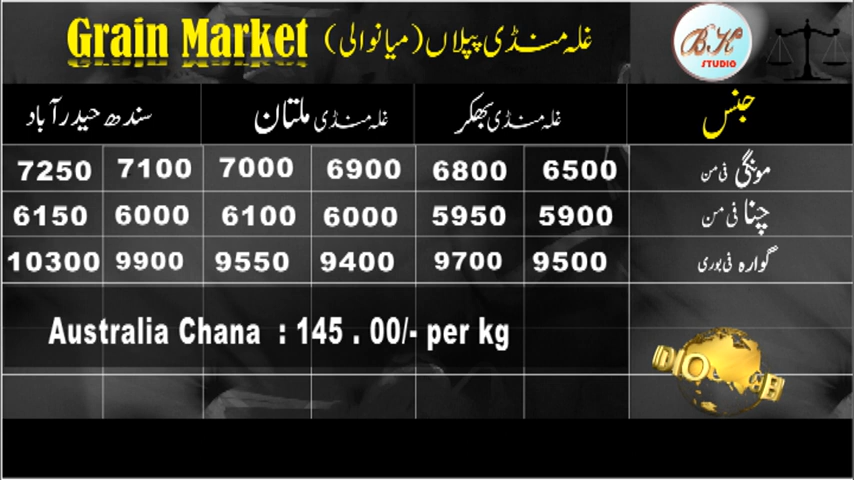 Grain Market غلہ منڈی پپلاں (میانوالی)
BK
STUDIO
جنس غلہ منڈی بھکر غلہ منڈی ملتان سندھ حیدرآباد
مونگی فی من 6500 6800 6900 7000 7100 7250
چنا فی من 5900 5950 6000 6100 6000 6150
گوارہ فی بوری 9500 9700 9400 9550 9900 10300
Australia Chana : 145 . 00/- per kg